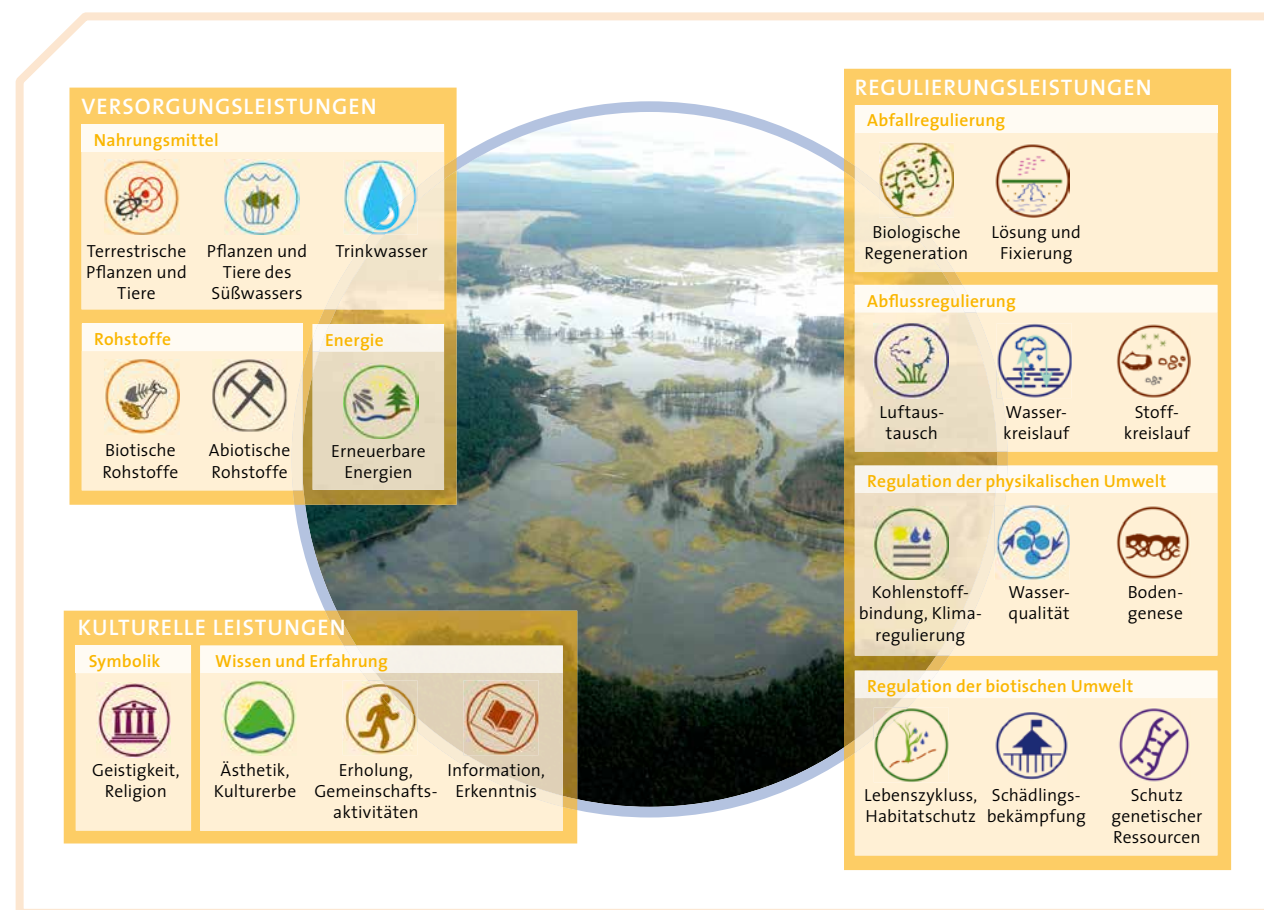 VERSORGUNGSLEISTUNGEN
Nahrungsmittel
Terrestrische
Pflanzen und
Tiere
Pflanzen und
Tiere des
Süßwassers
Trinkwasser
Rohstoffe
Biotische
Rohstoffe
Abiotische
Rohstoffe
Energie
Erneuerbare
Energien
KULTURELLE LEISTUNGEN
Symbolik
Geistigkeit,
Religion
Wissen und Erfahrung
Ästhetik,
Kulturerbe
Erholung,
Gemeinschafts-
aktivitäten
Information,
Erkenntnis
REGULIERUNGSLEISTUNGEN
Abfallregulierung
Biologische
Regeneration
Lösung und
Fixierung
Abflussregulierung
Luftaus-
tausch
Wasser-
kreislauf
Stoff-
kreislauf
Regulation der physikalischen Umwelt
Kohlenstoff-
bindung, Klima-
regulierung
Wasser-
qualität
Boden-
genese
Regulation der biotischen Umwelt
Lebenszykluss,
Habitatschutz
Schädlings-
bekämpfung
Schutz
genetischer
Ressourcen